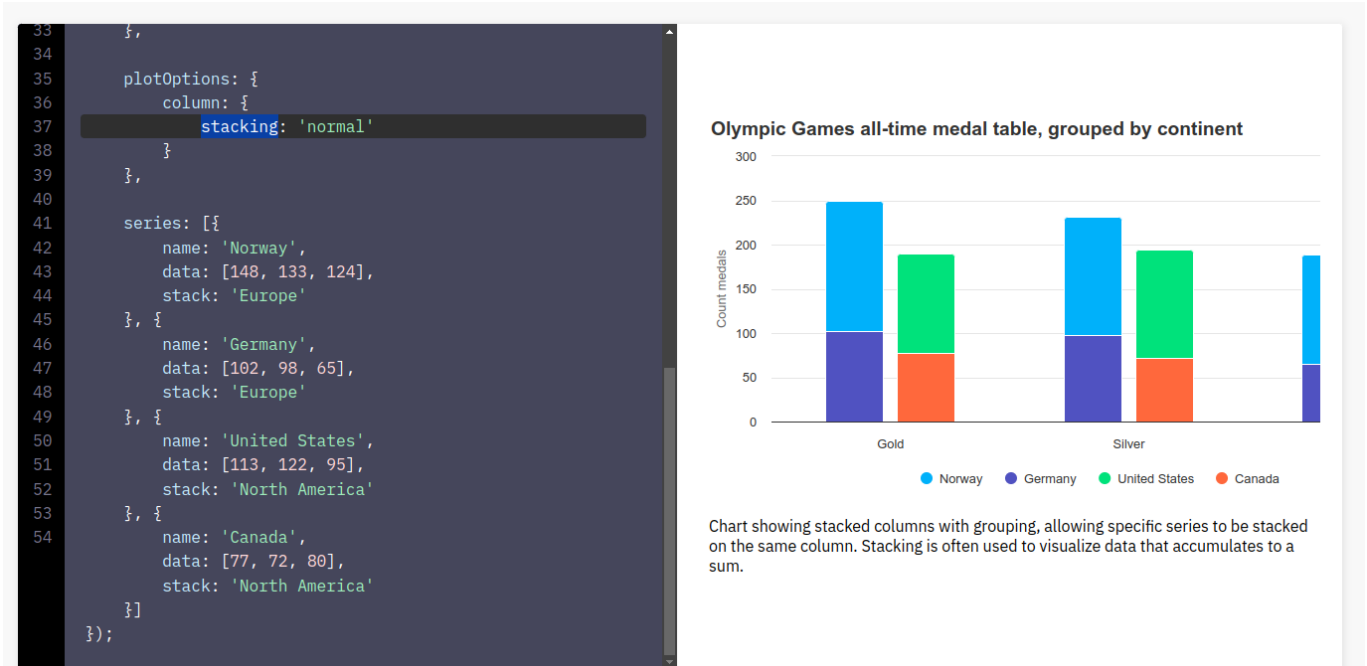 33 },
34
35 plotOptions: {
36 column: {
37 stacking: 'normal'
38 }
39 },
40
41 series: [{
42 name: 'Norway',
43 data: [148, 133, 124],
44 stack: 'Europe'
45 }, {
46 name: 'Germany',
47 data: [102, 98, 65],
48 stack: 'Europe'
49 }, {
50 name: 'United States',
51 data: [113, 122, 95],
52 stack: 'North America'
53 }, {
54 name: 'Canada',
data: [77, 72, 80],
stack: 'North America'
}]
});
Olympic Games all-time medal table, grouped by continent
Count medals
300
250
200
150
100
50
0
Gold
Silver
Norway Germany United States Canada
Chart showing stacked columns with grouping, allowing specific series to be stacked
on the same column. Stacking is often used to visualize data that accumulates to a
sum.